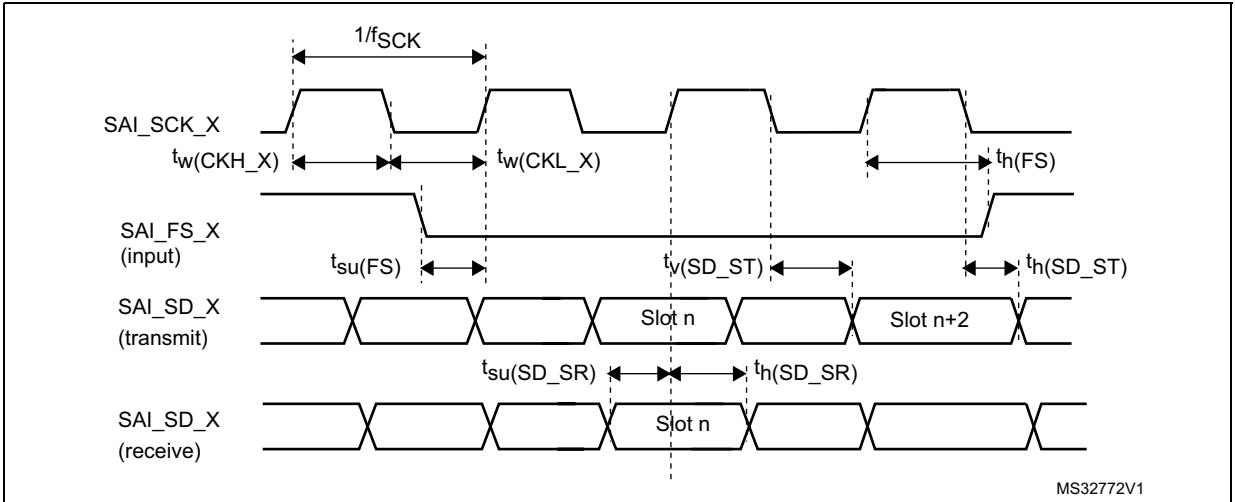 1/fSCK
SAI_SCK_X
tw(CKH_X)
tw(CKL_X)
th(FS)
SAI_FS_X
(input)
tsu(FS)
tv(SD_ST)
th(SD_ST)
SAI_SD_X
(transmit)
Slot n
Slot n+2
tsu(SD_SR)
th(SD_SR)
SAI_SD_X
(receive)
Slot n
MS32772V1